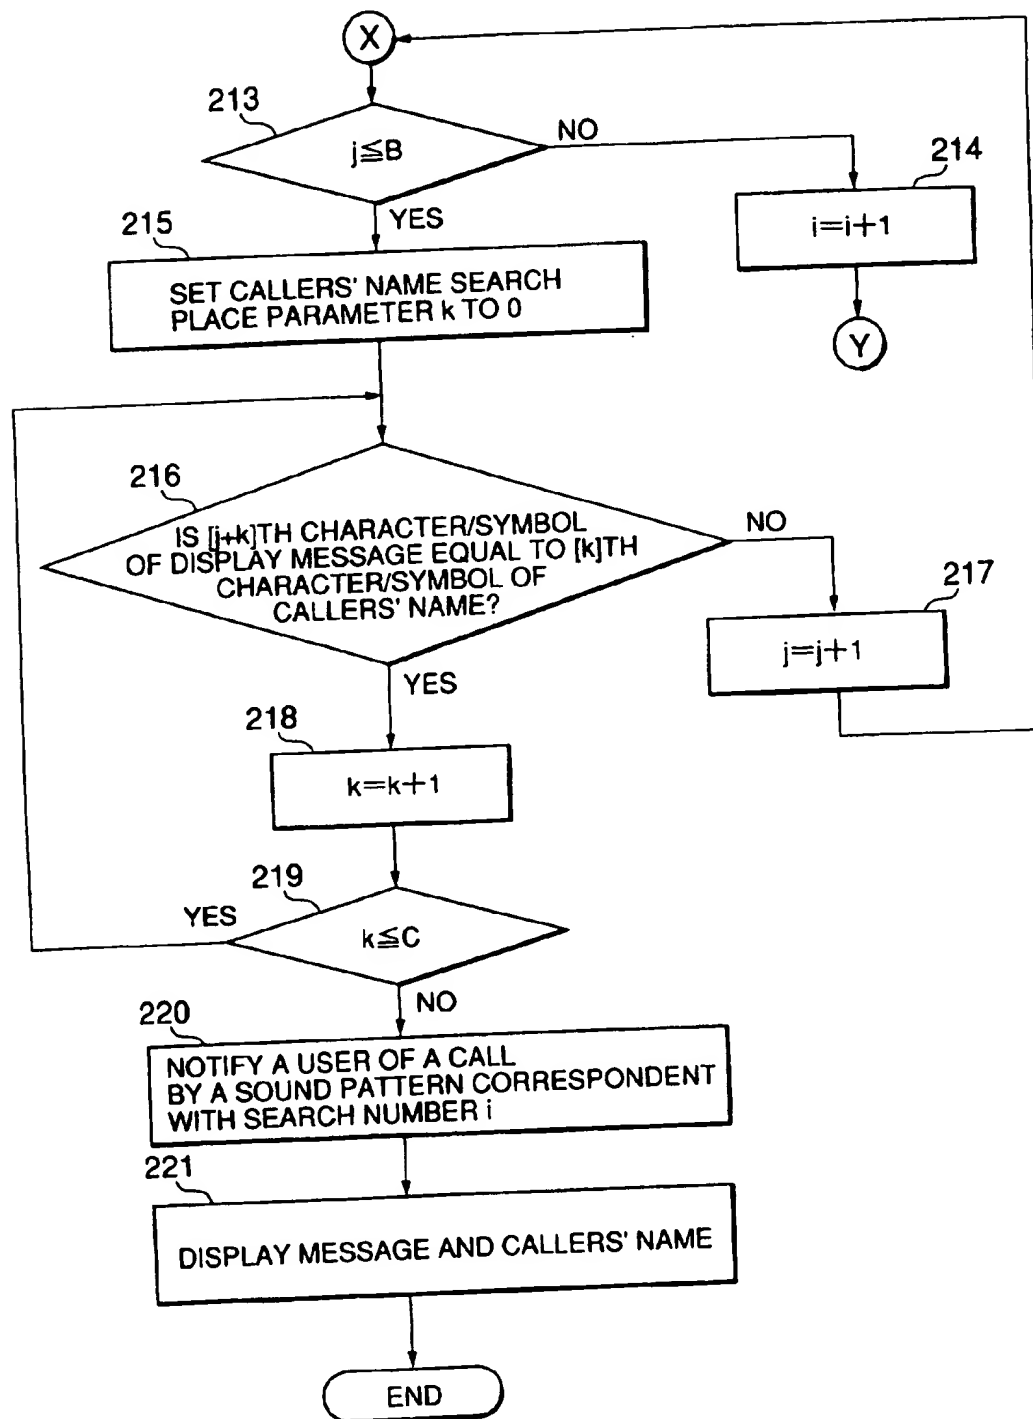 X
213
j≦B
NO
YES
214
i=i+1
Y
215
SET CALLERS' NAME SEARCH
PLACE PARAMETER k TO 0
216
IS [j+k]TH CHARACTER/SYMBOL
OF DISPLAY MESSAGE EQUAL TO [k]TH
CHARACTER/SYMBOL OF
CALLERS' NAME?
NO
YES
217
j=j+1
218
k=k+1
219
YES
k≦C
NO
220
NOTIFY A USER OF A CALL
BY A SOUND PATTERN CORRESPONDENT
WITH SEARCH NUMBER i
221
DISPLAY MESSAGE AND CALLERS' NAME
END